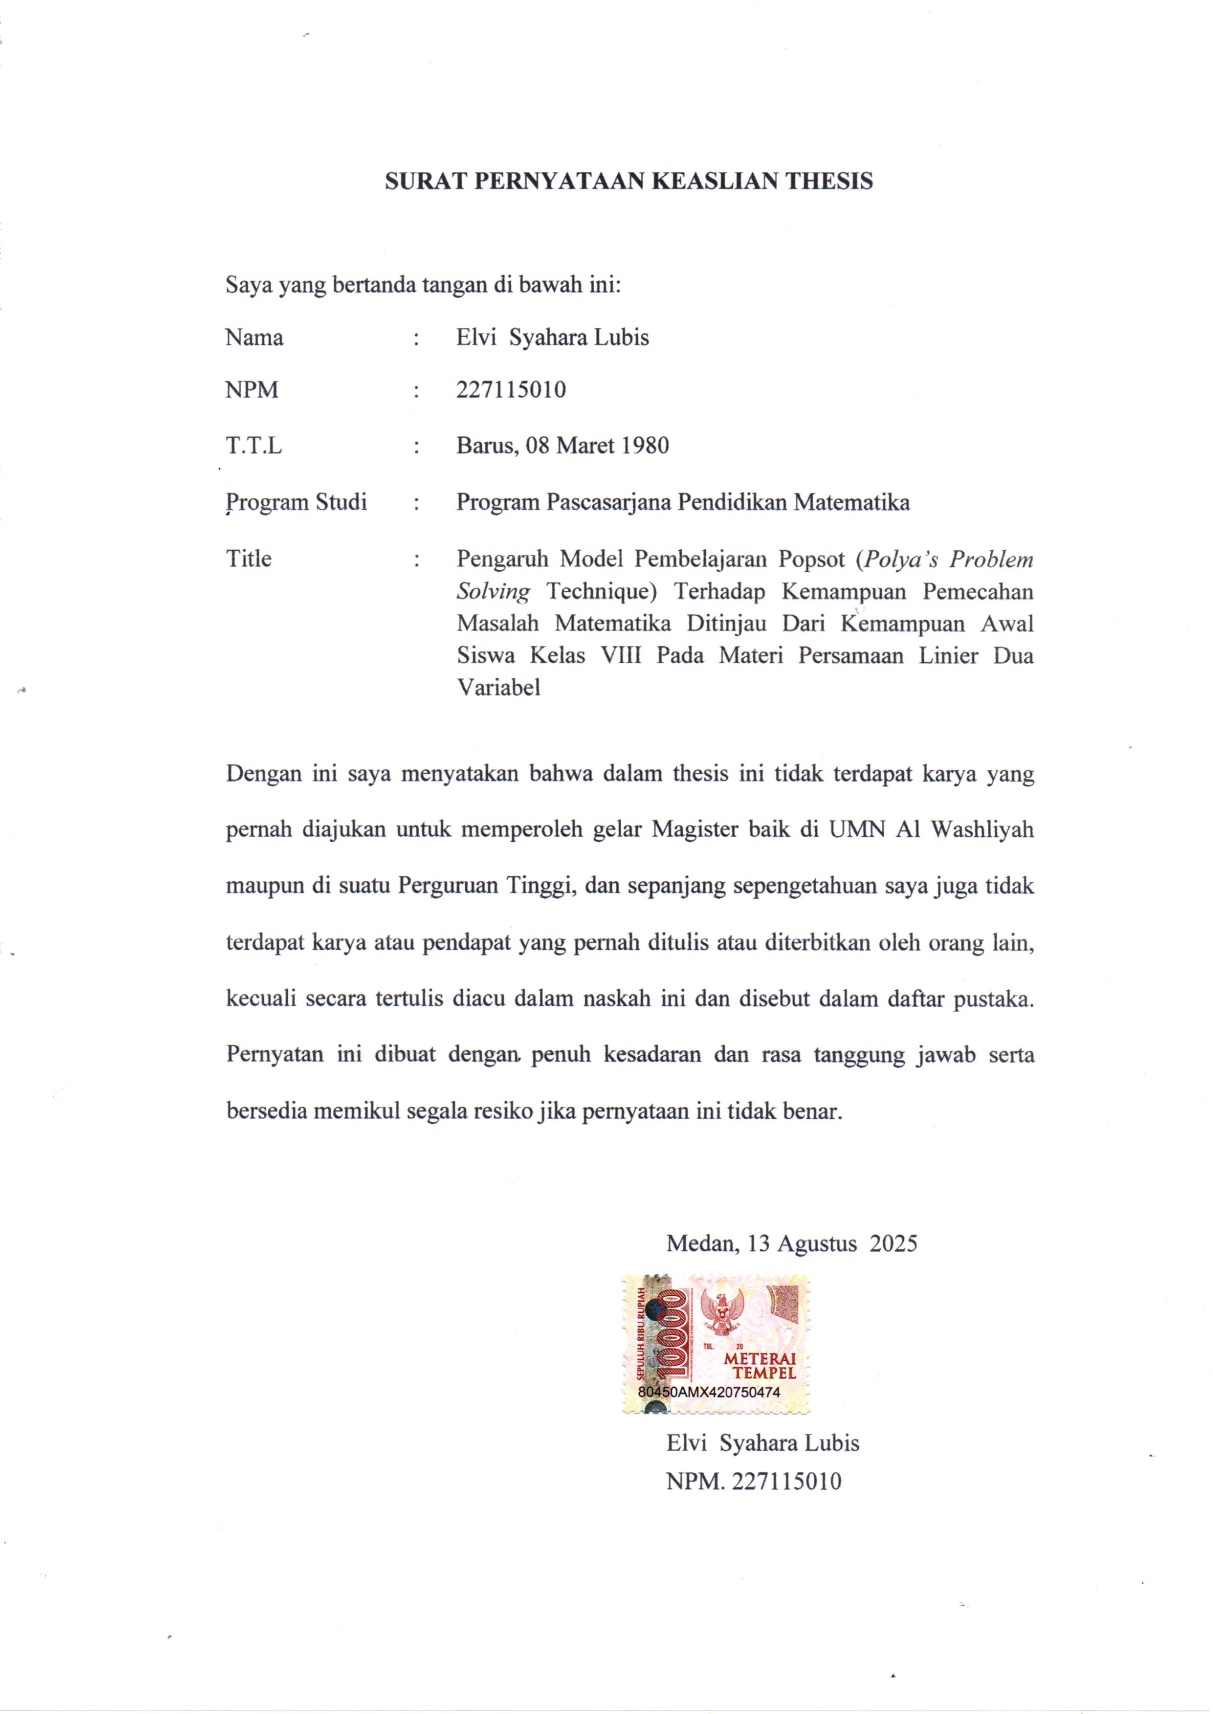 SURAT PERNYATAAN KEASLIAN THESIS
Saya yang bertanda tangan di bawah ini:
Nama : Elvi Syahara Lubis
NPM : 227115010
T.T.L : Barus, 08 Maret 1980
Program Studi : Program Pascasarjana Pendidikan Matematika
Title : Pengaruh Model Pembelajaran Popsot (Polya's Problem
Solving Technique) Terhadap Kemampuan Pemecahan
Masalah Matematika Ditinjau Dari Kemampuan Awal
Siswa Kelas VIII Pada Materi Persamaan Linier Dua
Variabel
Dengan ini saya menyatakan bahwa dalam thesis ini tidak terdapat karya yang
pernah diajukan untuk memperoleh gelar Magister baik di UMN Al Washliyah
maupun di suatu Perguruan Tinggi, dan sepanjang sepengetahuan saya juga tidak
terdapat karya atau pendapat yang pernah ditulis atau diterbitkan oleh orang lain,
kecuali secara tertulis diacu dalam naskah ini dan disebut dalam daftar pustaka.
Pernyatan ini dibuat dengan penuh kesadaran dan rasa tanggung jawab serta
bersedia memikul segala resiko jika pernyataan ini tidak benar.
Medan, 13 Agustus 2025
SEPULUH RIBU RUPIAH
10000
TGL. 20
METERAI
TEMPEL
80450AMX420750474
Elvi Syahara Lubis
NPM. 227115010